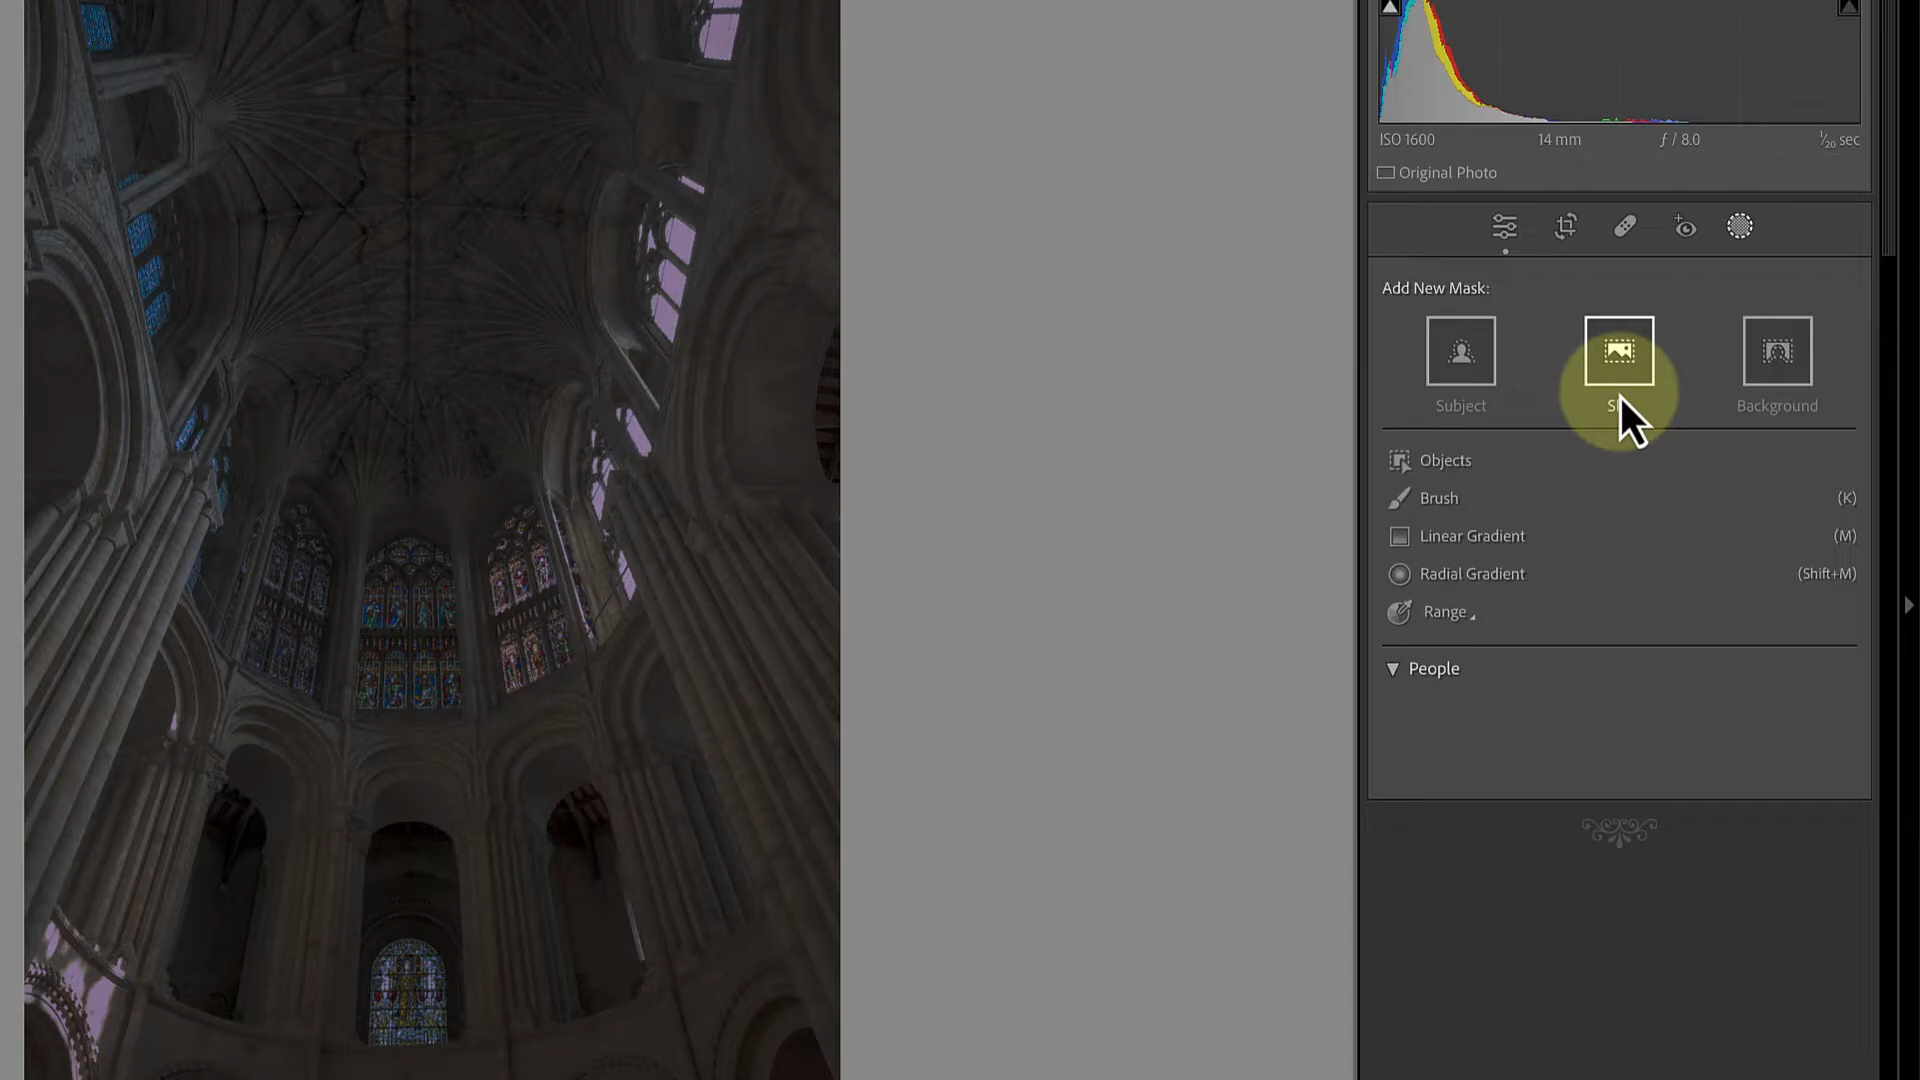 ISO 1600 14 mm ƒ / 8.0 1/20 sec
Original Photo
Add New Mask:
Subject Background
Objects
Brush (K)
Linear Gradient (M)
Radial Gradient (Shift+M)
Range
People